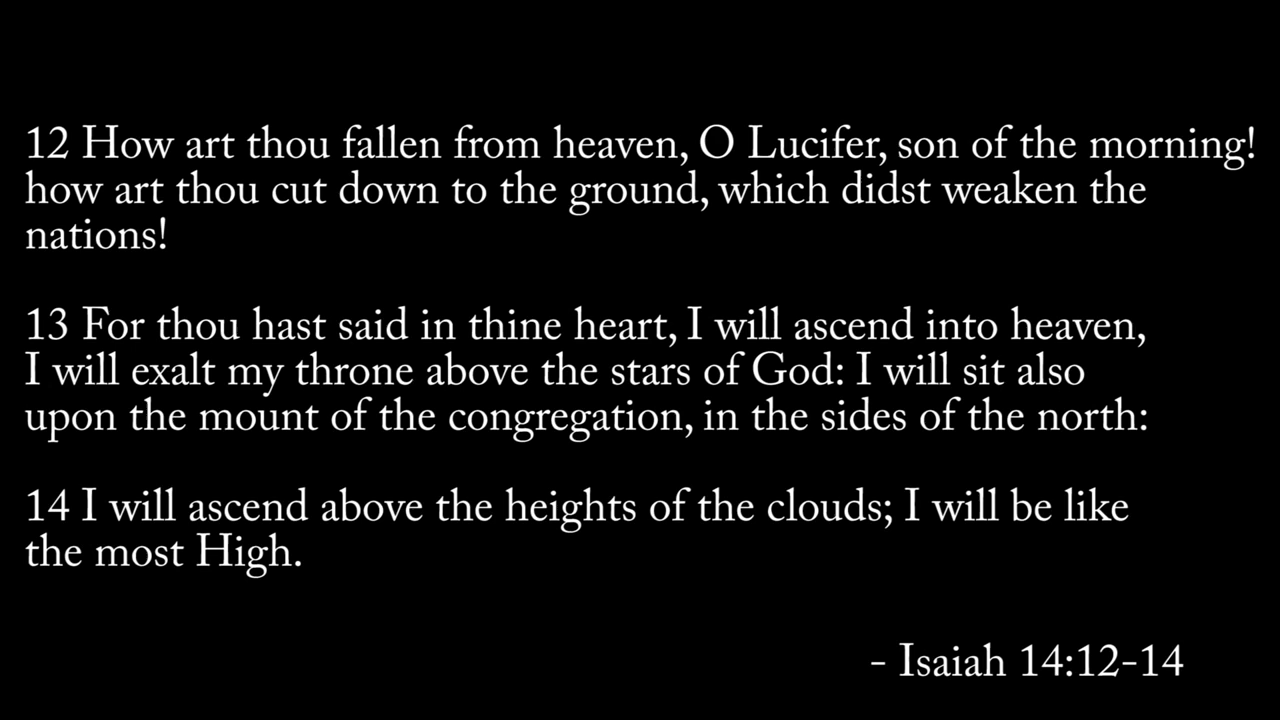 12 How art thou fallen from heaven, O Lucifer, son of the morning!
how art thou cut down to the ground, which didst weaken the
nations!
13 For thou hast said in thine heart, I will ascend into heaven,
I will exalt my throne above the stars of God: I will sit also
upon the mount of the congregation, in the sides of the north:
14 I will ascend above the heights of the clouds; I will be like
the most High.
- Isaiah 14:12-14